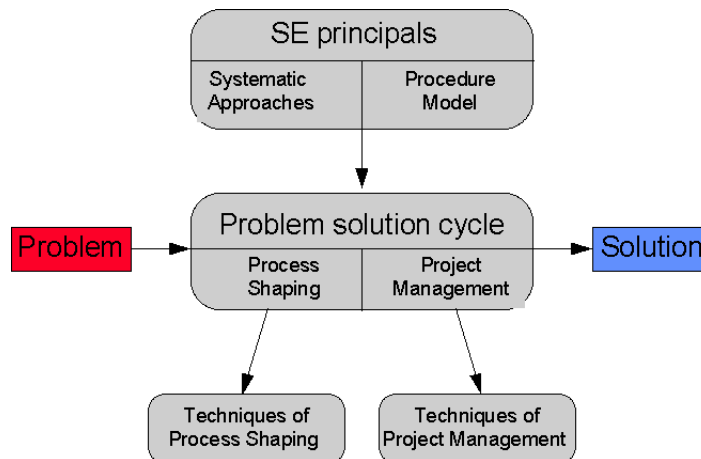 SE principals
Systematic
Approaches
Procedure
Model
Problem
Problem solution cycle
Solution
Process
Shaping
Project
Management
Techniques of
Process Shaping
Techniques of
Project Management